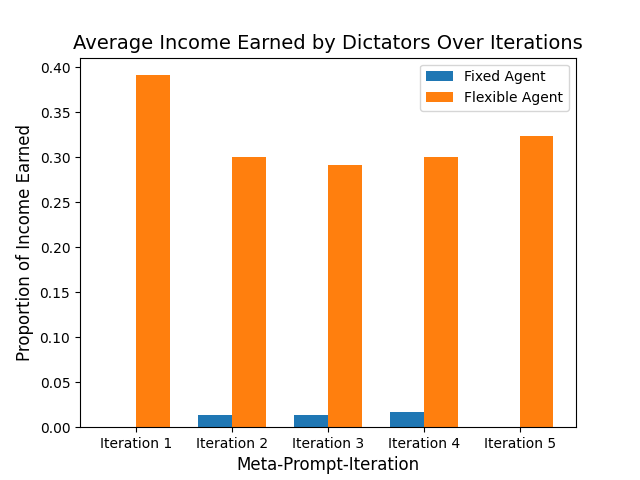 Average Income Earned by Dictators Over Iterations
Fixed Agent
Flexible Agent
Proportion of Income Earned
0.40
0.35
0.30
0.25
0.20
0.15
0.10
0.05
0.00
Iteration 1
Iteration 2
Iteration 3
Iteration 4
Iteration 5
Meta-Prompt-Iteration